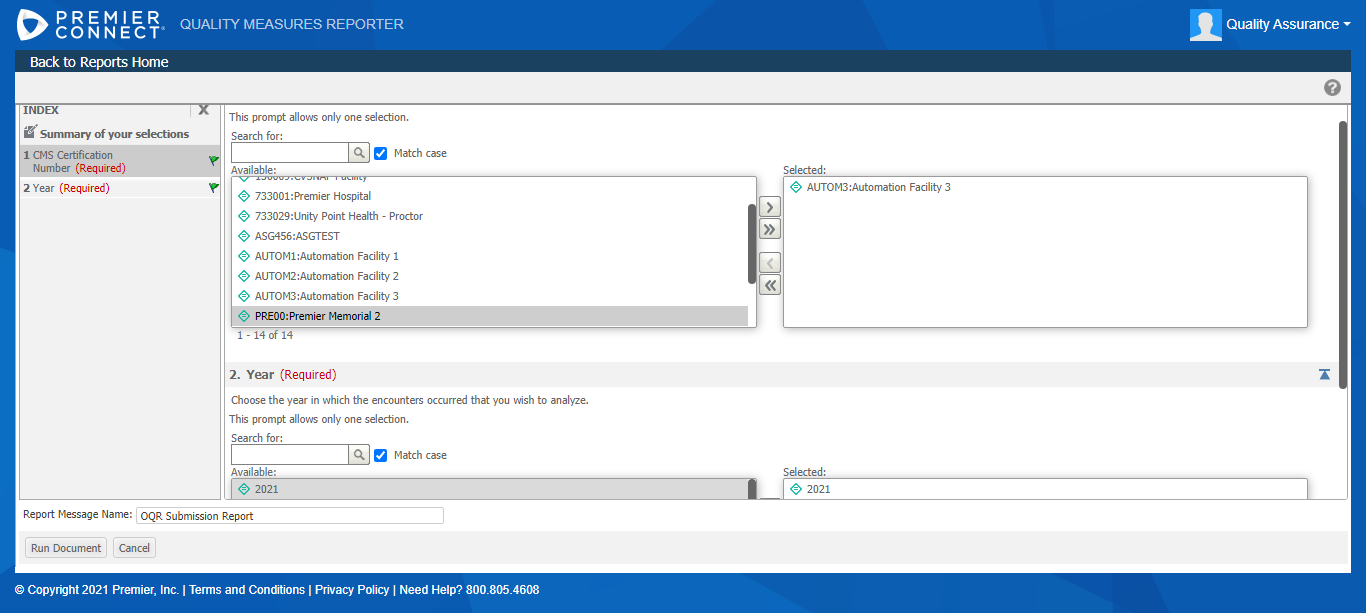 PREMIER CONNECT QUALITY MEASURES REPORTER
Quality Assurance
Back to Reports Home
INDEX X
Summary of your selections
1 CMS Certification Number (Required)
2 Year (Required)
This prompt allows only one selection.
Search for:
Match case
Available:
733001:Premier Hospital
733029:Unity Point Health - Proctor
ASG456:ASGTEST
AUTOM1:Automation Facility 1
AUTOM2:Automation Facility 2
AUTOM3:Automation Facility 3
PRE00:Premier Memorial 2
1 - 14 of 14
Selected:
AUTOM3:Automation Facility 3
2. Year (Required)
Choose the year in which the encounters occurred that you wish to analyze.
This prompt allows only one selection.
Search for:
Match case
Available:
2021
Selected:
2021
Report Message Name: OQR Submission Report
Run Document Cancel
© Copyright 2021 Premier, Inc. | Terms and Conditions | Privacy Policy | Need Help? 800.805.4608